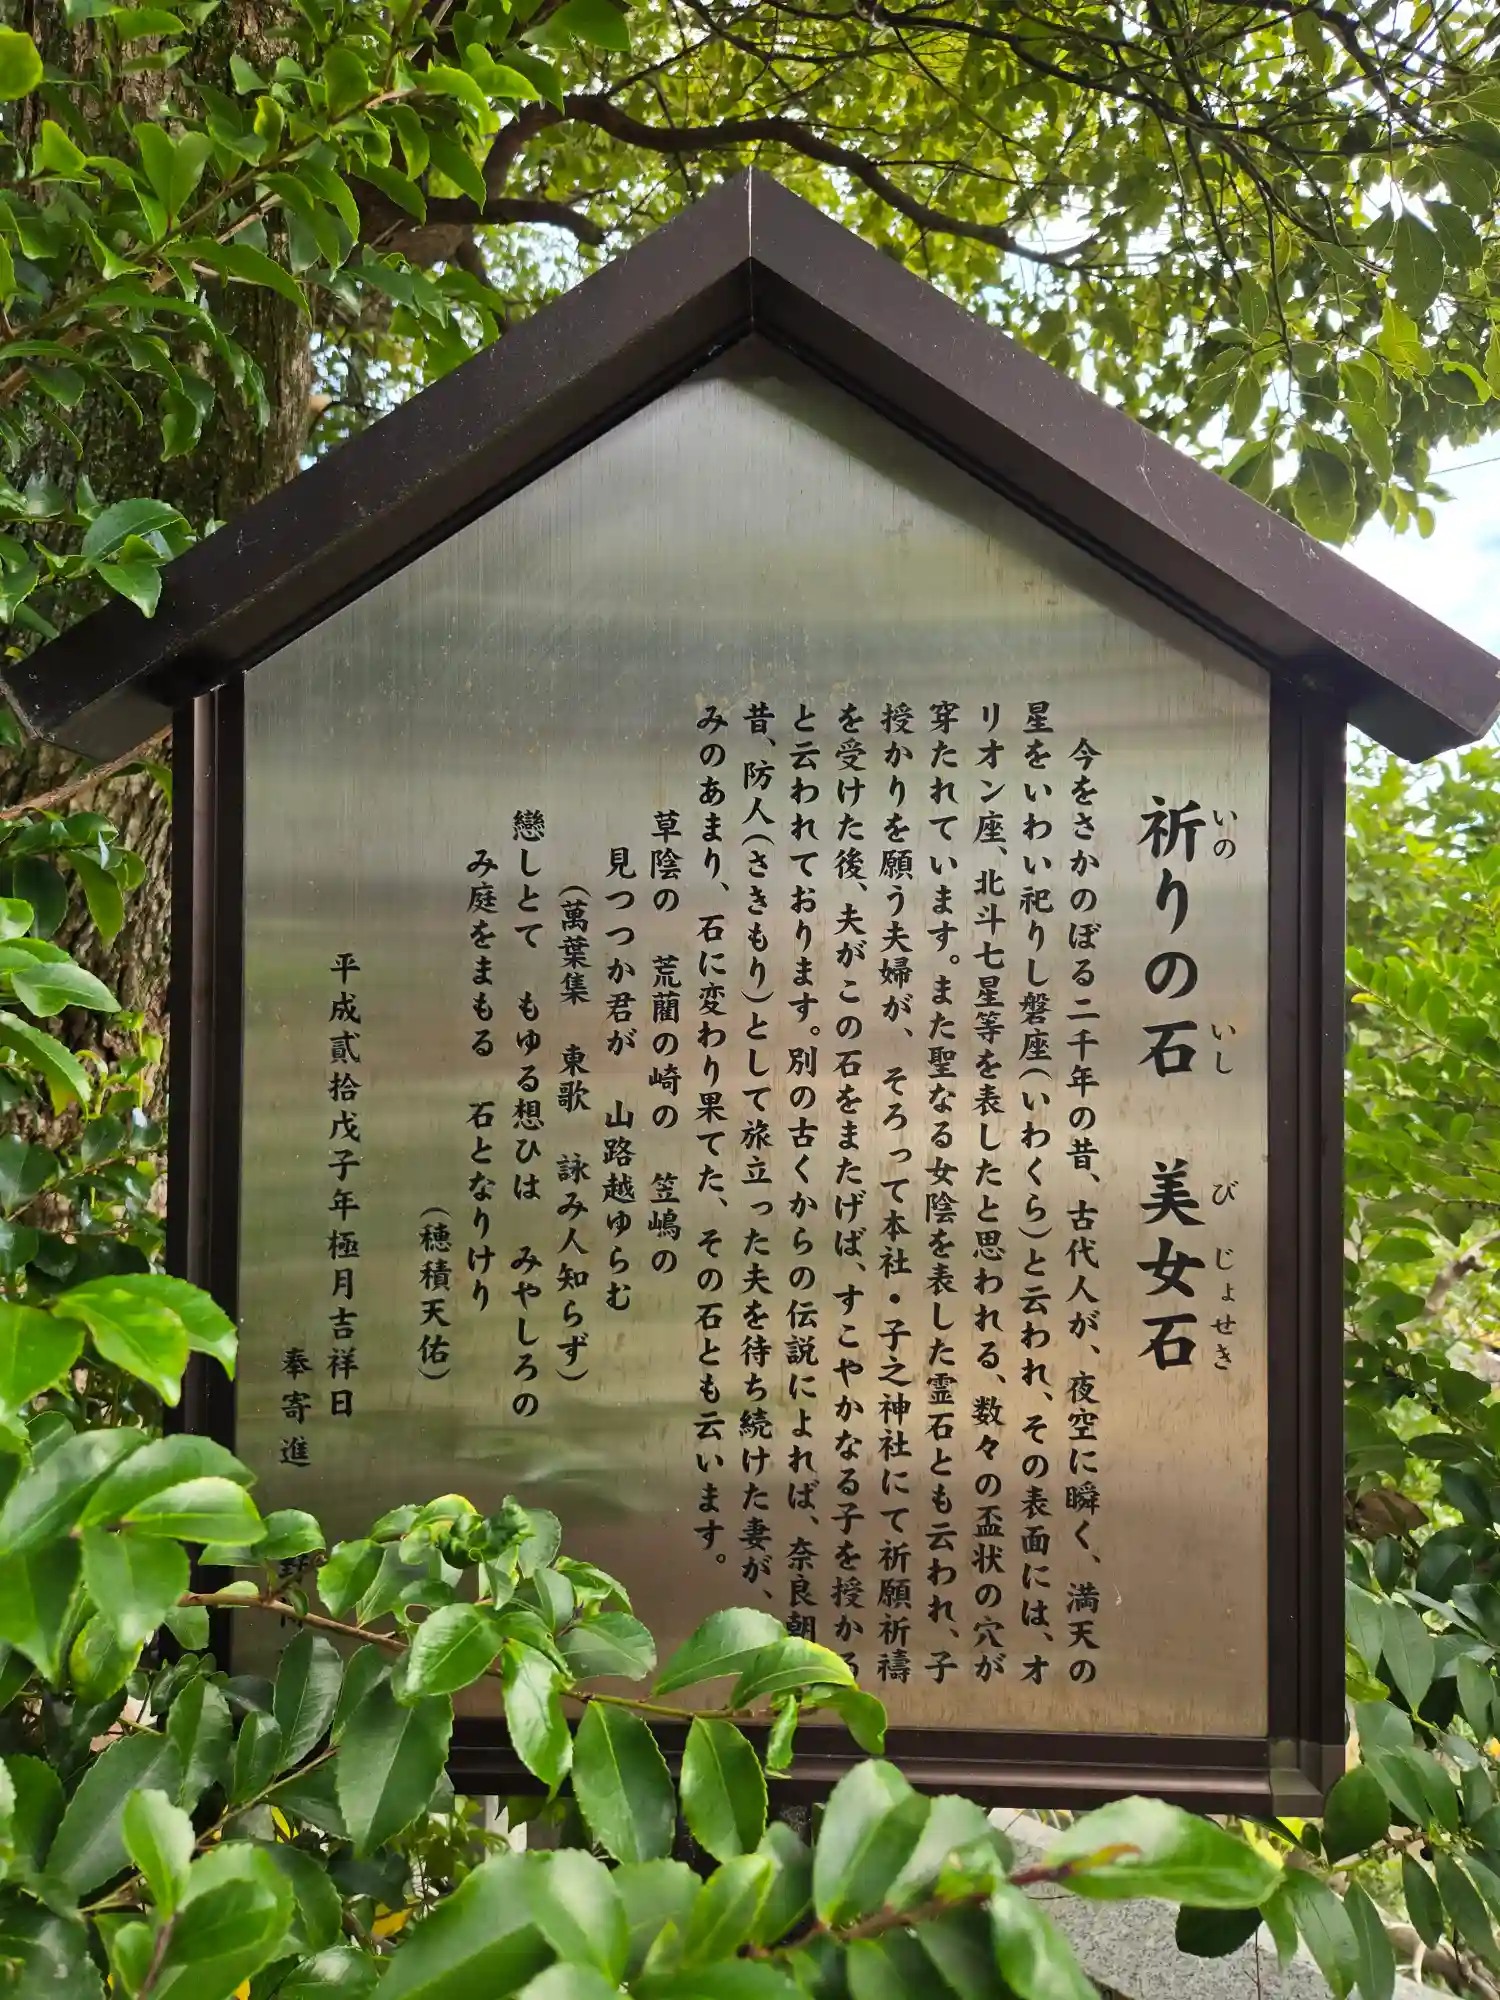 祈りの石　美女石
いの　いし　びじょせき
今をさかのぼる二千年の昔、古代人が、夜空に瞬く、満天の
星をいわい祀りし磐座(いわくら)と云われ、その表面には、オ
リオン座、北斗七星等を表したと思われる、数々の盃状の穴が
穿たれています。また聖なる女陰を表した霊石とも云われ、子
授かりを願う夫婦が、そろって本社・子之神社にて祈願祈禱
を受けた後、夫がこの石をまたげば、すこやかなる子を授かる
と云われております。別の古くからの伝説によれば、奈良朝
昔、防人(さきもり)として旅立った夫を待ち続けた妻が、
みのあまり、石に変わり果てた、その石とも云います。
草陰の　荒藺の崎の　笠嶋の
見つつか君が　山路越ゆらむ
(萬葉集　東歌　詠み人知らず)
戀しとて　もゆる想ひは　みやしろの
み庭をまもる　石となりけり
(穗積天佑)
平成貳拾戊子年極月吉祥日
奉寄進